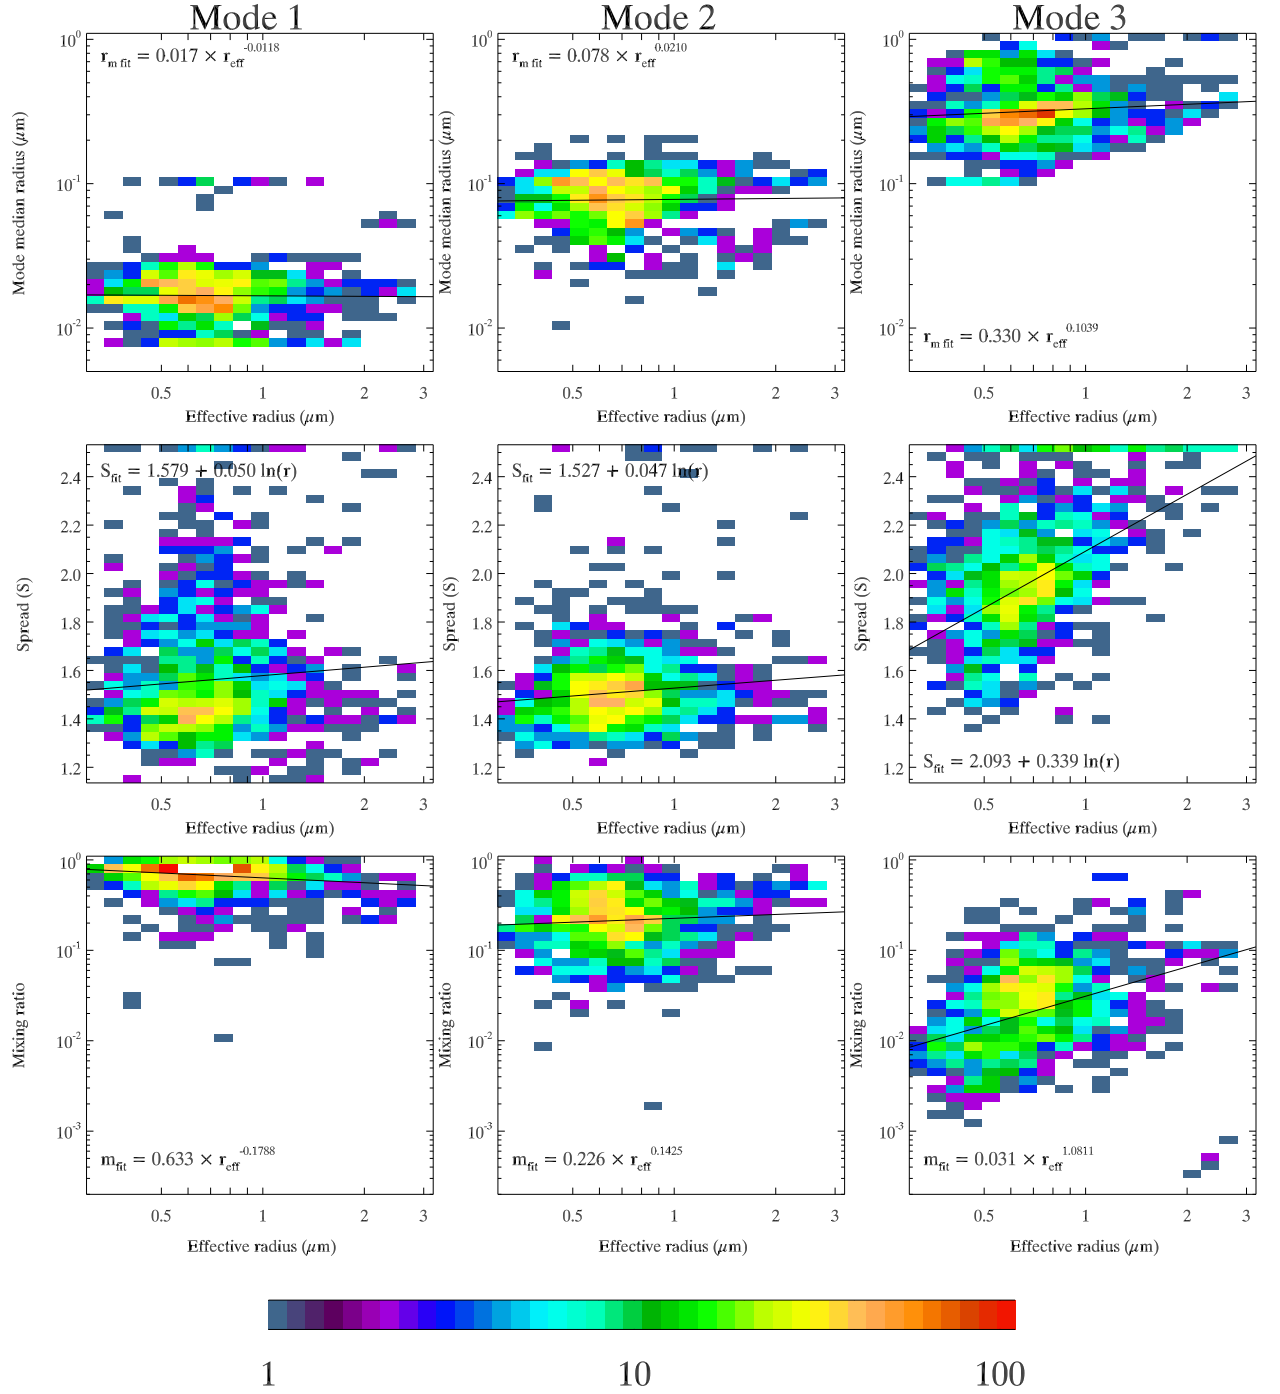 Mode 1 Mode 2 Mode 3
10^0 10^-1 10^-2
Mode median radius (μm)
r_m fit = 0.017 × r_eff^-0.0118
0.5 1 2 3
Effective radius (μm)
10^0 10^-1 10^-2
Mode median radius (μm)
r_m fit = 0.078 × r_eff^0.0210
0.5 1 2 3
Effective radius (μm)
10^0 10^-1 10^-2
Mode median radius (μm)
r_m fit = 0.330 × r_eff^0.1039
0.5 1 2 3
Effective radius (μm)
2.4 2.2 2.0 1.8 1.6 1.4 1.2
Spread (S)
S_fit = 1.579 + 0.050 ln(r)
0.5 1 2 3
Effective radius (μm)
2.4 2.2 2.0 1.8 1.6 1.4 1.2
Spread (S)
S_fit = 1.527 + 0.047 ln(r)
0.5 1 2 3
Effective radius (μm)
2.4 2.2 2.0 1.8 1.6 1.4 1.2
Spread (S)
S_fit = 2.093 + 0.339 ln(r)
0.5 1 2 3
Effective radius (μm)
10^0 10^-1 10^-2 10^-3
Mixing ratio
m_fit = 0.633 × r_eff^-0.1788
0.5 1 2 3
Effective radius (μm)
10^0 10^-1 10^-2 10^-3
Mixing ratio
m_fit = 0.226 × r_eff^0.1425
0.5 1 2 3
Effective radius (μm)
10^0 10^-1 10^-2 10^-3
Mixing ratio
m_fit = 0.031 × r_eff^1.0811
0.5 1 2 3
Effective radius (μm)
1 10 100